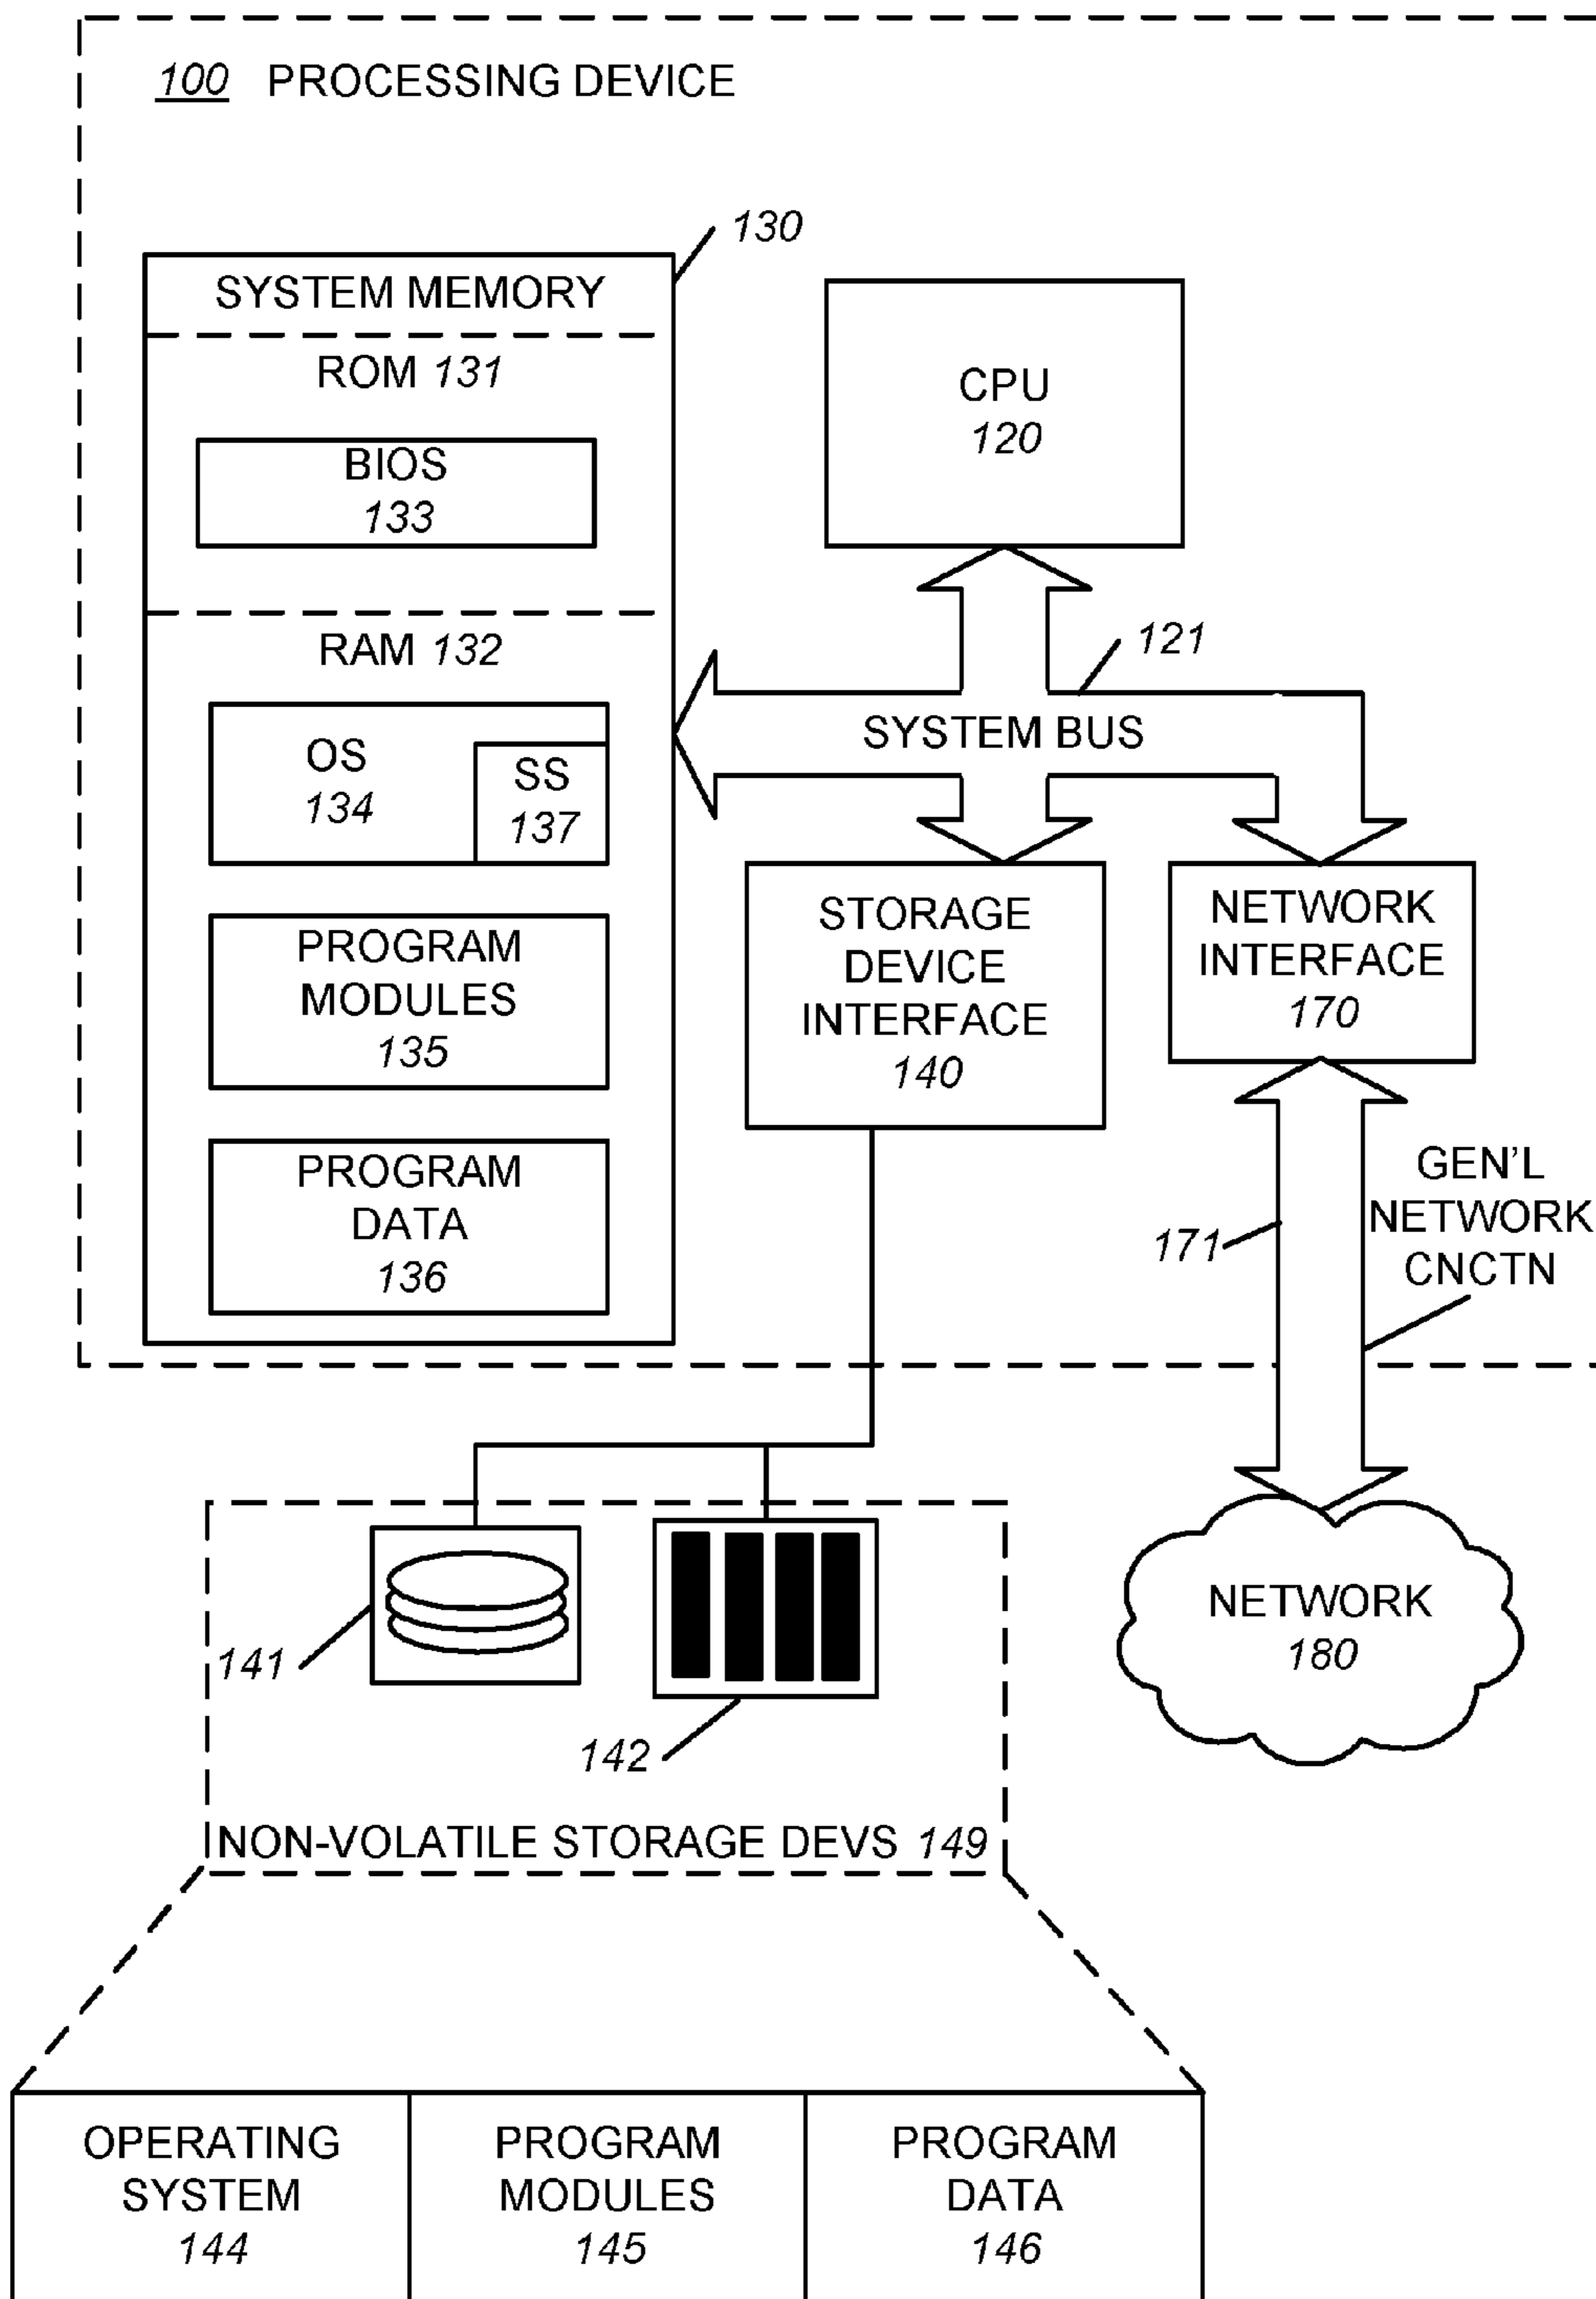 100 PROCESSING DEVICE
130
SYSTEM MEMORY
ROM 131
BIOS
133
RAM 132
OS
134
SS
137
PROGRAM
MODULES
135
PROGRAM
DATA
136
CPU
120
121
SYSTEM BUS
STORAGE
DEVICE
INTERFACE
140
NETWORK
INTERFACE
170
171
GEN'L
NETWORK
CNCTN
141
142
NON-VOLATILE STORAGE DEVS 149
NETWORK
180
OPERATING
SYSTEM
144
PROGRAM
MODULES
145
PROGRAM
DATA
146